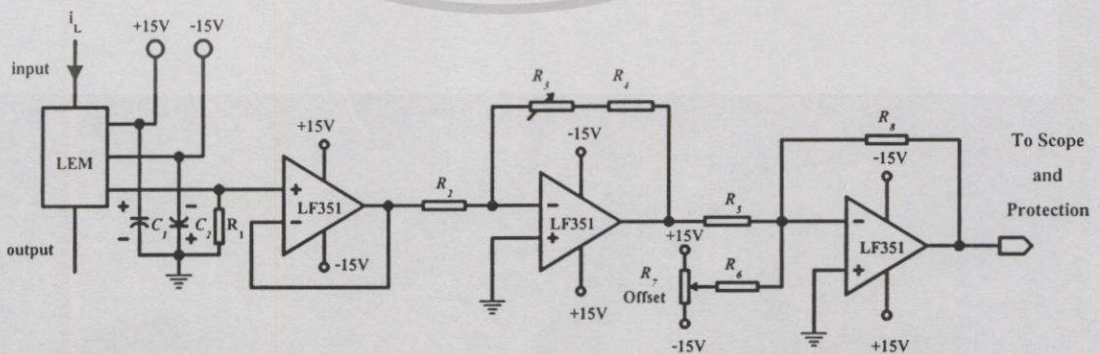 i_L
+15V
-15V
input
LEM
output
+
-
C_1
-
+
C_2
R_1
+15V
+
LF351
-
-15V
R_2
R_3
R_4
-15V
-
LF351
+
+15V
R_5
+15V
R_7
Offset
R_6
-15V
R_8
-15V
-
LF351
+
+15V
To Scope
and
Protection